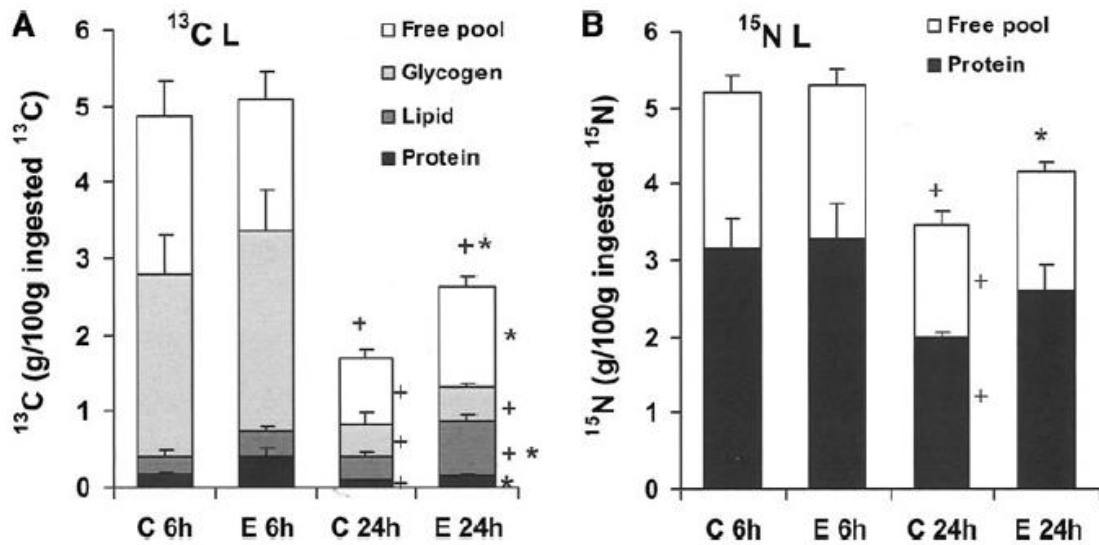 A
¹³C L
Free pool
Glycogen
Lipid
Protein
¹³C (g/100g ingested ¹³C)
6
5
4
3
2
1
0
+
+
+
+
+ *
*
+
+ *
*
C 6h
E 6h
C 24h
E 24h
B
¹⁵N L
Free pool
Protein
¹⁵N (g/100g ingested ¹⁵N)
6
5
4
3
2
1
0
+
+
+
*
C 6h
E 6h
C 24h
E 24h